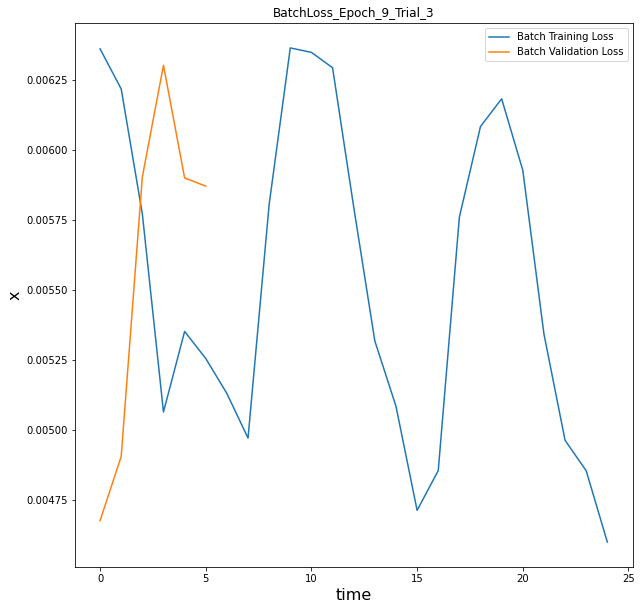 BatchLoss_Epoch_9_Trial_3
Batch Training Loss
Batch Validation Loss
0.00625
0.00600
0.00575
0.00550
0.00525
0.00500
0.00475
x
0 5 10 15 20 25
time